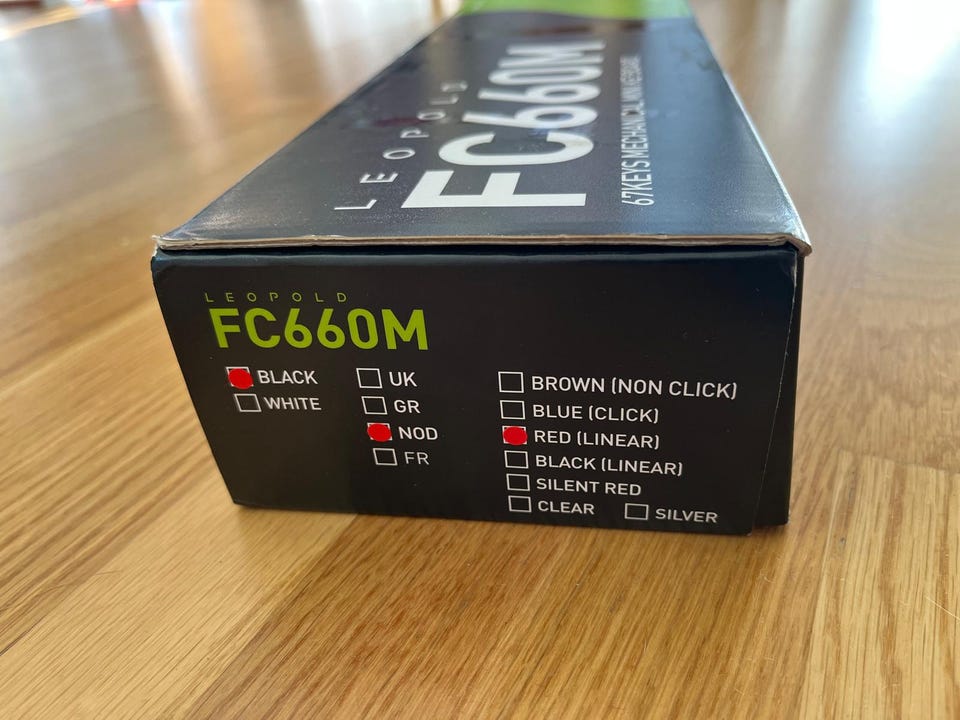 LEOPOLD
FC660M
67KEYS MECHANICAL MINI KEYBOARD
LEOPOLD
FC660M
BLACK
WHITE
UK
GR
NOD
FR
BROWN (NON CLICK)
BLUE (CLICK)
RED (LINEAR)
BLACK (LINEAR)
SILENT RED
CLEAR SILVER